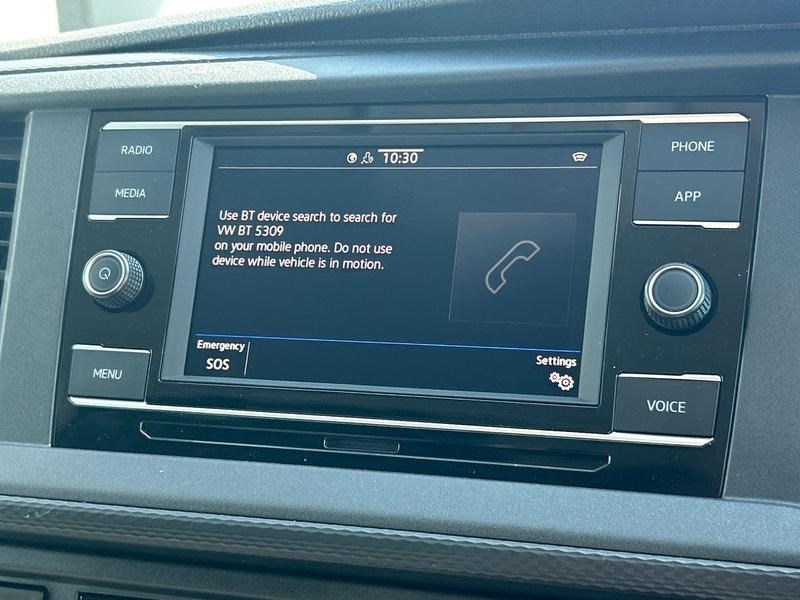 RADIO
MEDIA
MENU
10:30
Use BT device search to search for
VW BT 5309
on your mobile phone. Do not use
device while vehicle is in motion.
Emergency
SOS
Settings
PHONE
APP
VOICE